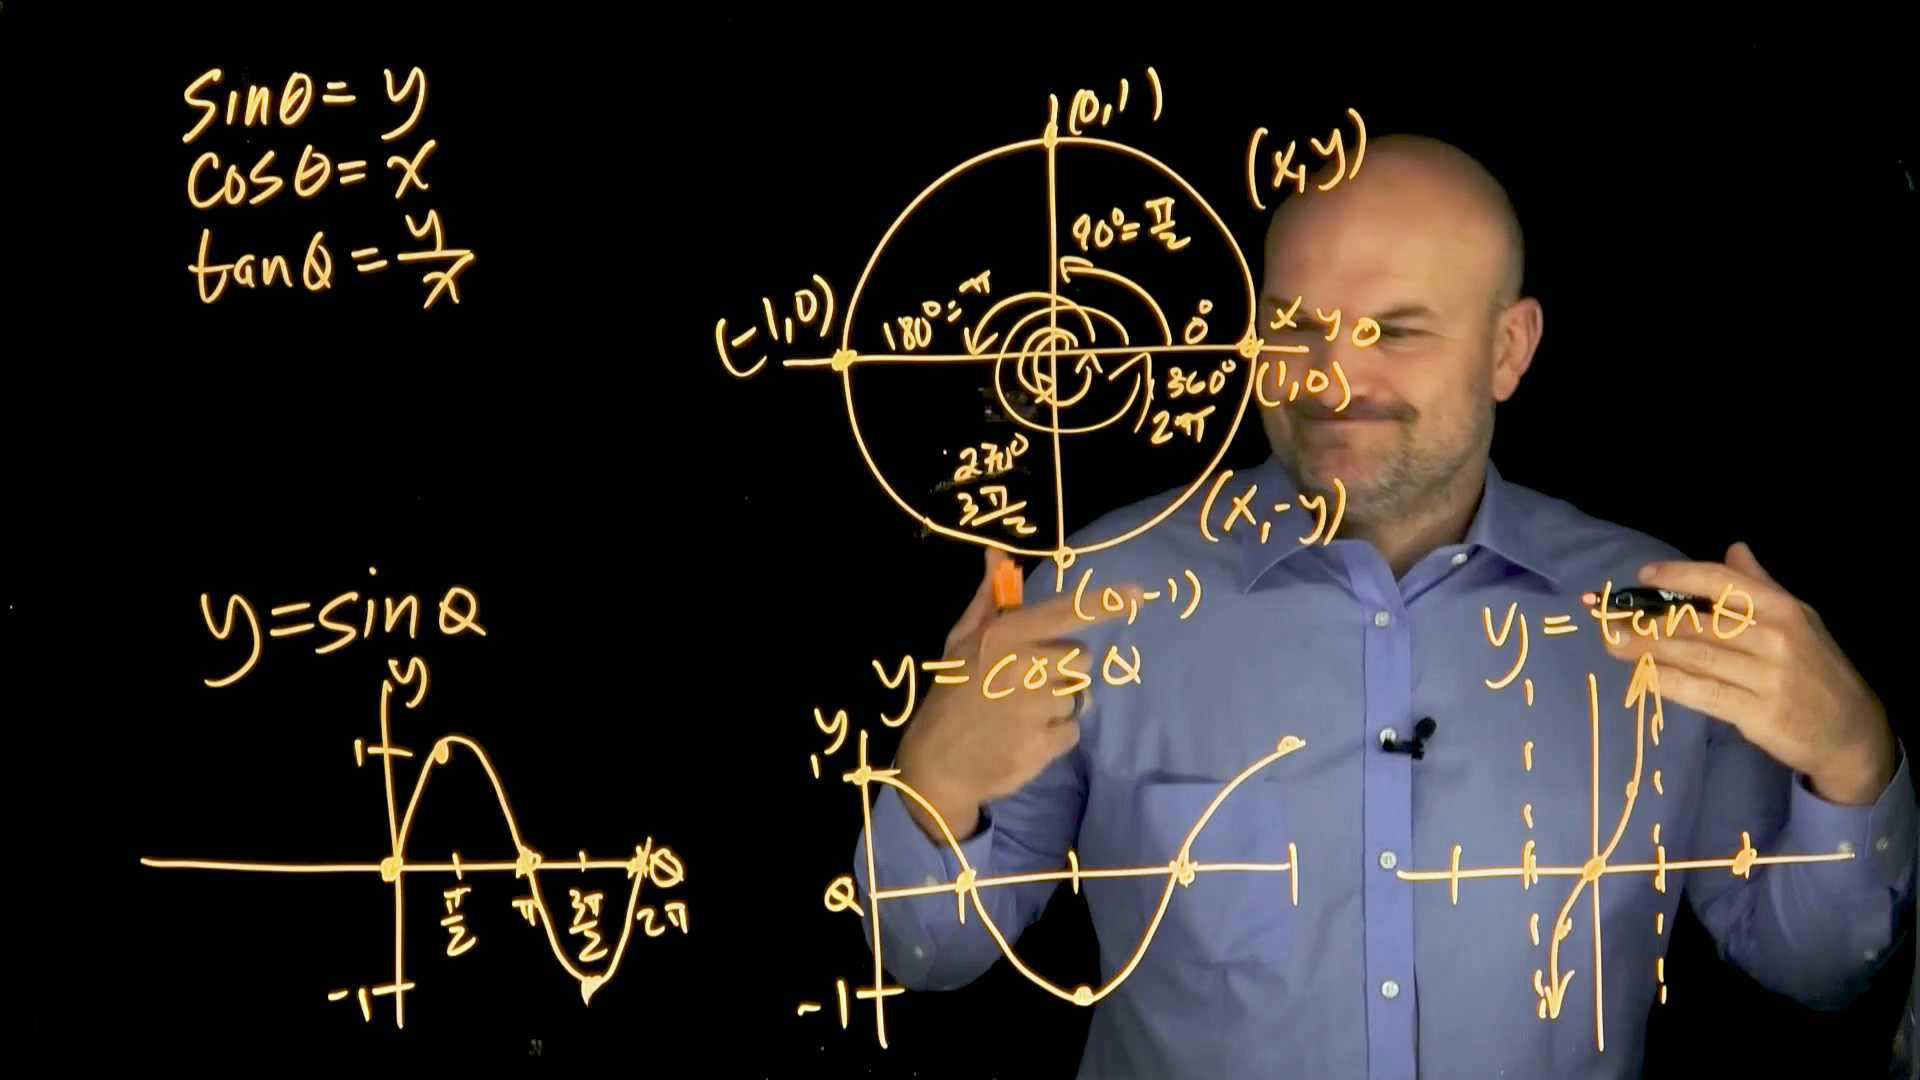 sinθ = y
cosθ = x
tanθ = y/x
(0,1)
(x,y)
90° = π/2
(-1,0)
180° = π
0°
x y 0
(1,0)
360°
2π
270°
3π/2
(x,-y)
(0,-1)
y = sinθ
y
1
θ
π/2
π
3π/2
2π
-1
y = cosθ
y
1
θ
-1
y = tanθ